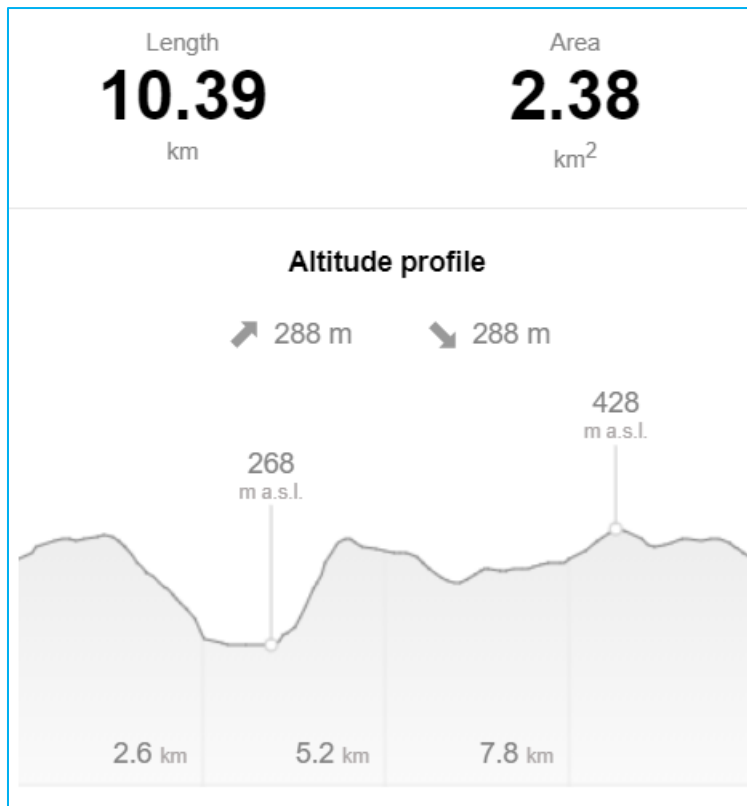 Length
10.39
km
Area
2.38
km²
Altitude profile
288 m
288 m
428
m a.s.l.
268
m a.s.l.
2.6 km
5.2 km
7.8 km